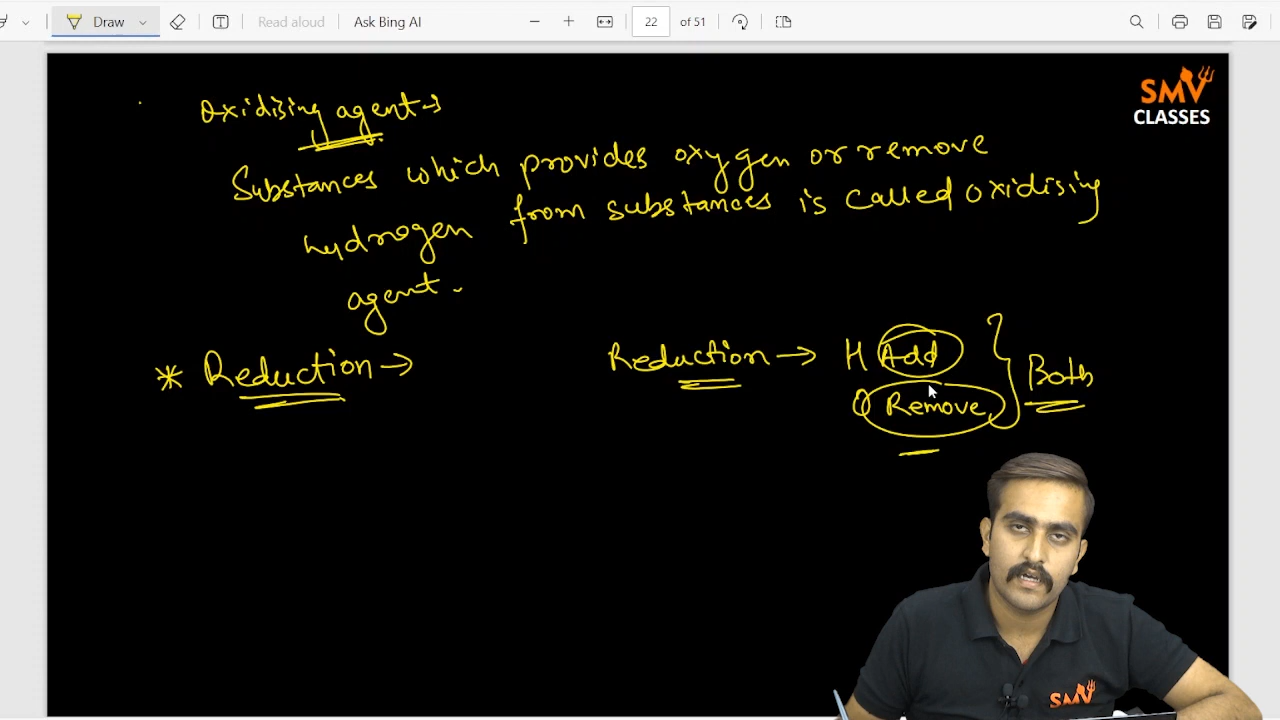 Draw
Read aloud
Ask Bing AI
22 of 51
SMV
CLASSES
Oxidising agent→
Substances which provides oxygen or remove
hydrogen from substances is called oxidising
agent.
* Reduction→
Reduction→ H Add
O Remove
Both
SMV